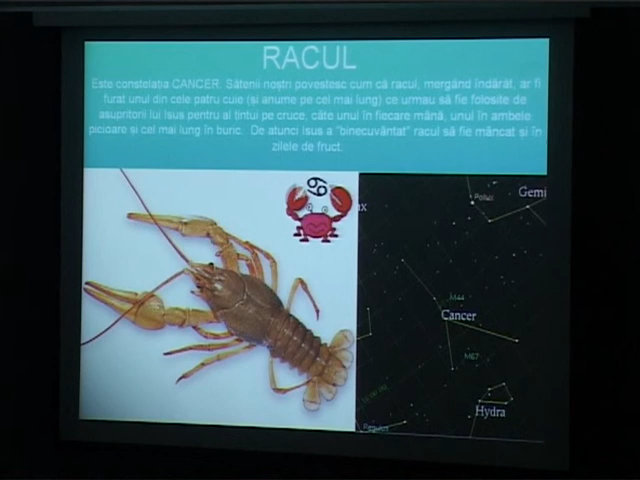 RACUL
Este constelația CANCER. Sătenii noștri povestesc cum că racul, mergând îndărăt, ar fi
furat unul din cele patru cuie (și anume pe cel mai lung) ce urmau să fie folosite de
asupritorii lui Isus pentru al țintui pe cruce, câte unul în fiecare mână, unul în ambele
picioare și cel mai lung în buric. De atunci Isus a "binecuvântat" racul să fie mâncat și în
zilele de fruct.
69
ax
Pollux
Gemi
M44
Cancer
M67
Hydra